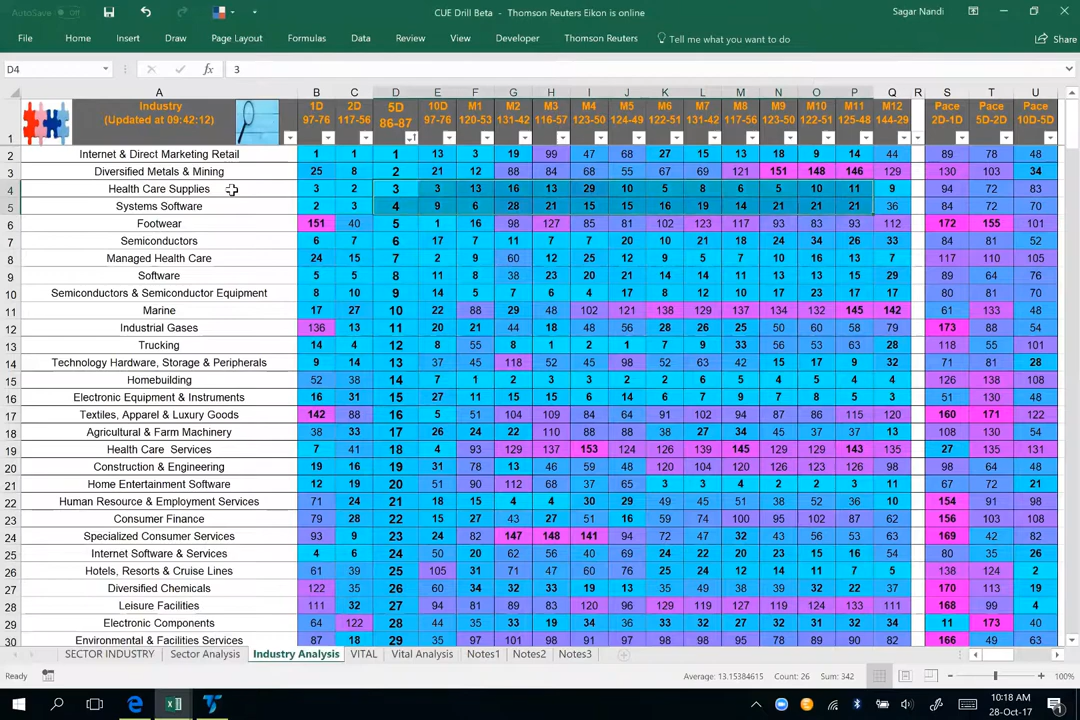 AutoSave Off
CUE Drill Beta - Thomson Reuters Eikon is online
Sagar Nandi
File Home Insert Draw Page Layout Formulas Data Review View Developer Thomson Reuters Tell me what you want to do Share
D4 fx 3
A B C D E F G H I J K L M N O P Q R S T U
Industry 1D 2D 5D 10D M1 M2 M3 M4 M5 M6 M7 M8 M9 M10 M11 M12 Pace Pace Pace
(Updated at 09:42:12) 97-76 117-56 86-87 97-76 120-53 131-42 116-57 123-50 124-49 122-51 131-42 117-56 123-50 122-51 125-48 144-29 2D-1D 5D-2D 10D-5D
1
2 Internet & Direct Marketing Retail 1 1 1 13 3 19 99 47 68 27 15 13 18 9 14 44 89 78 48
3 Diversified Metals & Mining 25 8 2 21 12 88 84 68 55 67 69 121 151 148 146 129 130 103 34
4 Health Care Supplies 3 2 3 3 13 16 13 29 10 5 8 6 5 10 11 9 94 72 83
5 Systems Software 2 3 4 9 6 28 21 15 15 16 19 14 21 21 21 36 84 72 70
6 Footwear 151 40 5 1 16 98 127 85 81 102 123 117 93 83 93 112 172 155 101
7 Semiconductors 6 7 6 17 7 11 7 7 20 10 21 18 24 34 26 33 84 81 52
8 Managed Health Care 24 15 7 2 9 60 12 25 12 9 5 7 10 16 13 7 117 110 105
9 Software 5 5 8 11 8 38 23 20 21 14 14 11 13 13 15 29 89 64 76
10 Semiconductors & Semiconductor Equipment 8 10 9 14 5 7 6 4 17 8 12 10 17 23 17 17 80 81 70
11 Marine 17 27 10 22 88 29 48 102 121 138 129 137 134 132 145 142 61 133 48
12 Industrial Gases 136 13 11 20 21 44 18 48 56 28 26 25 50 60 58 79 173 88 54
13 Trucking 14 4 12 8 55 8 1 2 1 7 9 33 56 63 53 28 118 55 101
14 Technology Hardware, Storage & Peripherals 9 14 13 37 45 118 52 45 98 52 63 42 15 17 9 32 71 81 28
15 Homebuilding 52 38 14 7 1 2 3 3 2 2 6 5 4 5 4 4 126 138 108
16 Electronic Equipment & Instruments 16 31 15 27 11 15 15 6 14 6 7 9 7 8 5 3 51 130 48
17 Textiles, Apparel & Luxury Goods 142 88 16 5 51 104 109 84 64 91 102 94 87 86 115 120 160 171 122
18 Agricultural & Farm Machinery 38 33 17 26 24 22 110 88 88 38 27 34 45 37 37 13 108 130 54
19 Health Care Services 7 41 18 4 93 129 137 153 124 126 139 145 129 129 143 135 27 135 131
20 Construction & Engineering 19 16 19 31 78 13 46 59 48 120 104 120 126 123 126 98 98 64 48
21 Home Entertainment Software 12 19 20 51 90 112 68 37 65 3 3 4 2 2 3 11 67 72 21
22 Human Resource & Employment Services 71 24 21 18 15 4 4 30 29 49 45 51 38 52 36 10 154 91 98
23 Consumer Finance 79 28 22 15 27 43 27 51 16 59 74 100 95 112 87 62 156 103 108
24 Specialized Consumer Services 93 9 23 24 82 147 148 141 94 72 47 32 43 56 53 63 169 42 82
25 Internet Software & Services 4 6 24 50 20 62 56 40 69 24 22 20 23 15 16 54 80 35 26
26 Hotels, Resorts & Cruise Lines 61 39 25 105 31 71 47 60 76 25 24 12 14 11 7 5 138 124 2
27 Diversified Chemicals 122 35 26 60 34 32 33 19 13 35 49 38 39 32 22 37 170 113 19
28 Leisure Facilities 111 32 27 94 81 89 83 120 96 129 119 127 119 114 133 111 168 99 4
29 Electronic Components 64 122 28 44 35 33 19 34 36 33 32 27 32 31 32 34 11 173 40
30 Environmental & Facilities Services 87 18 29 35 97 101 98 91 97 98 98 95 78 89 90 82 166 49 63
SECTOR INDUSTRY Sector Analysis Industry Analysis VITAL Vital Analysis Notes1 Notes2 Notes3
Ready Average: 13.15384615 Count: 26 Sum: 342 100%
10:18 AM
28-Oct-17
1